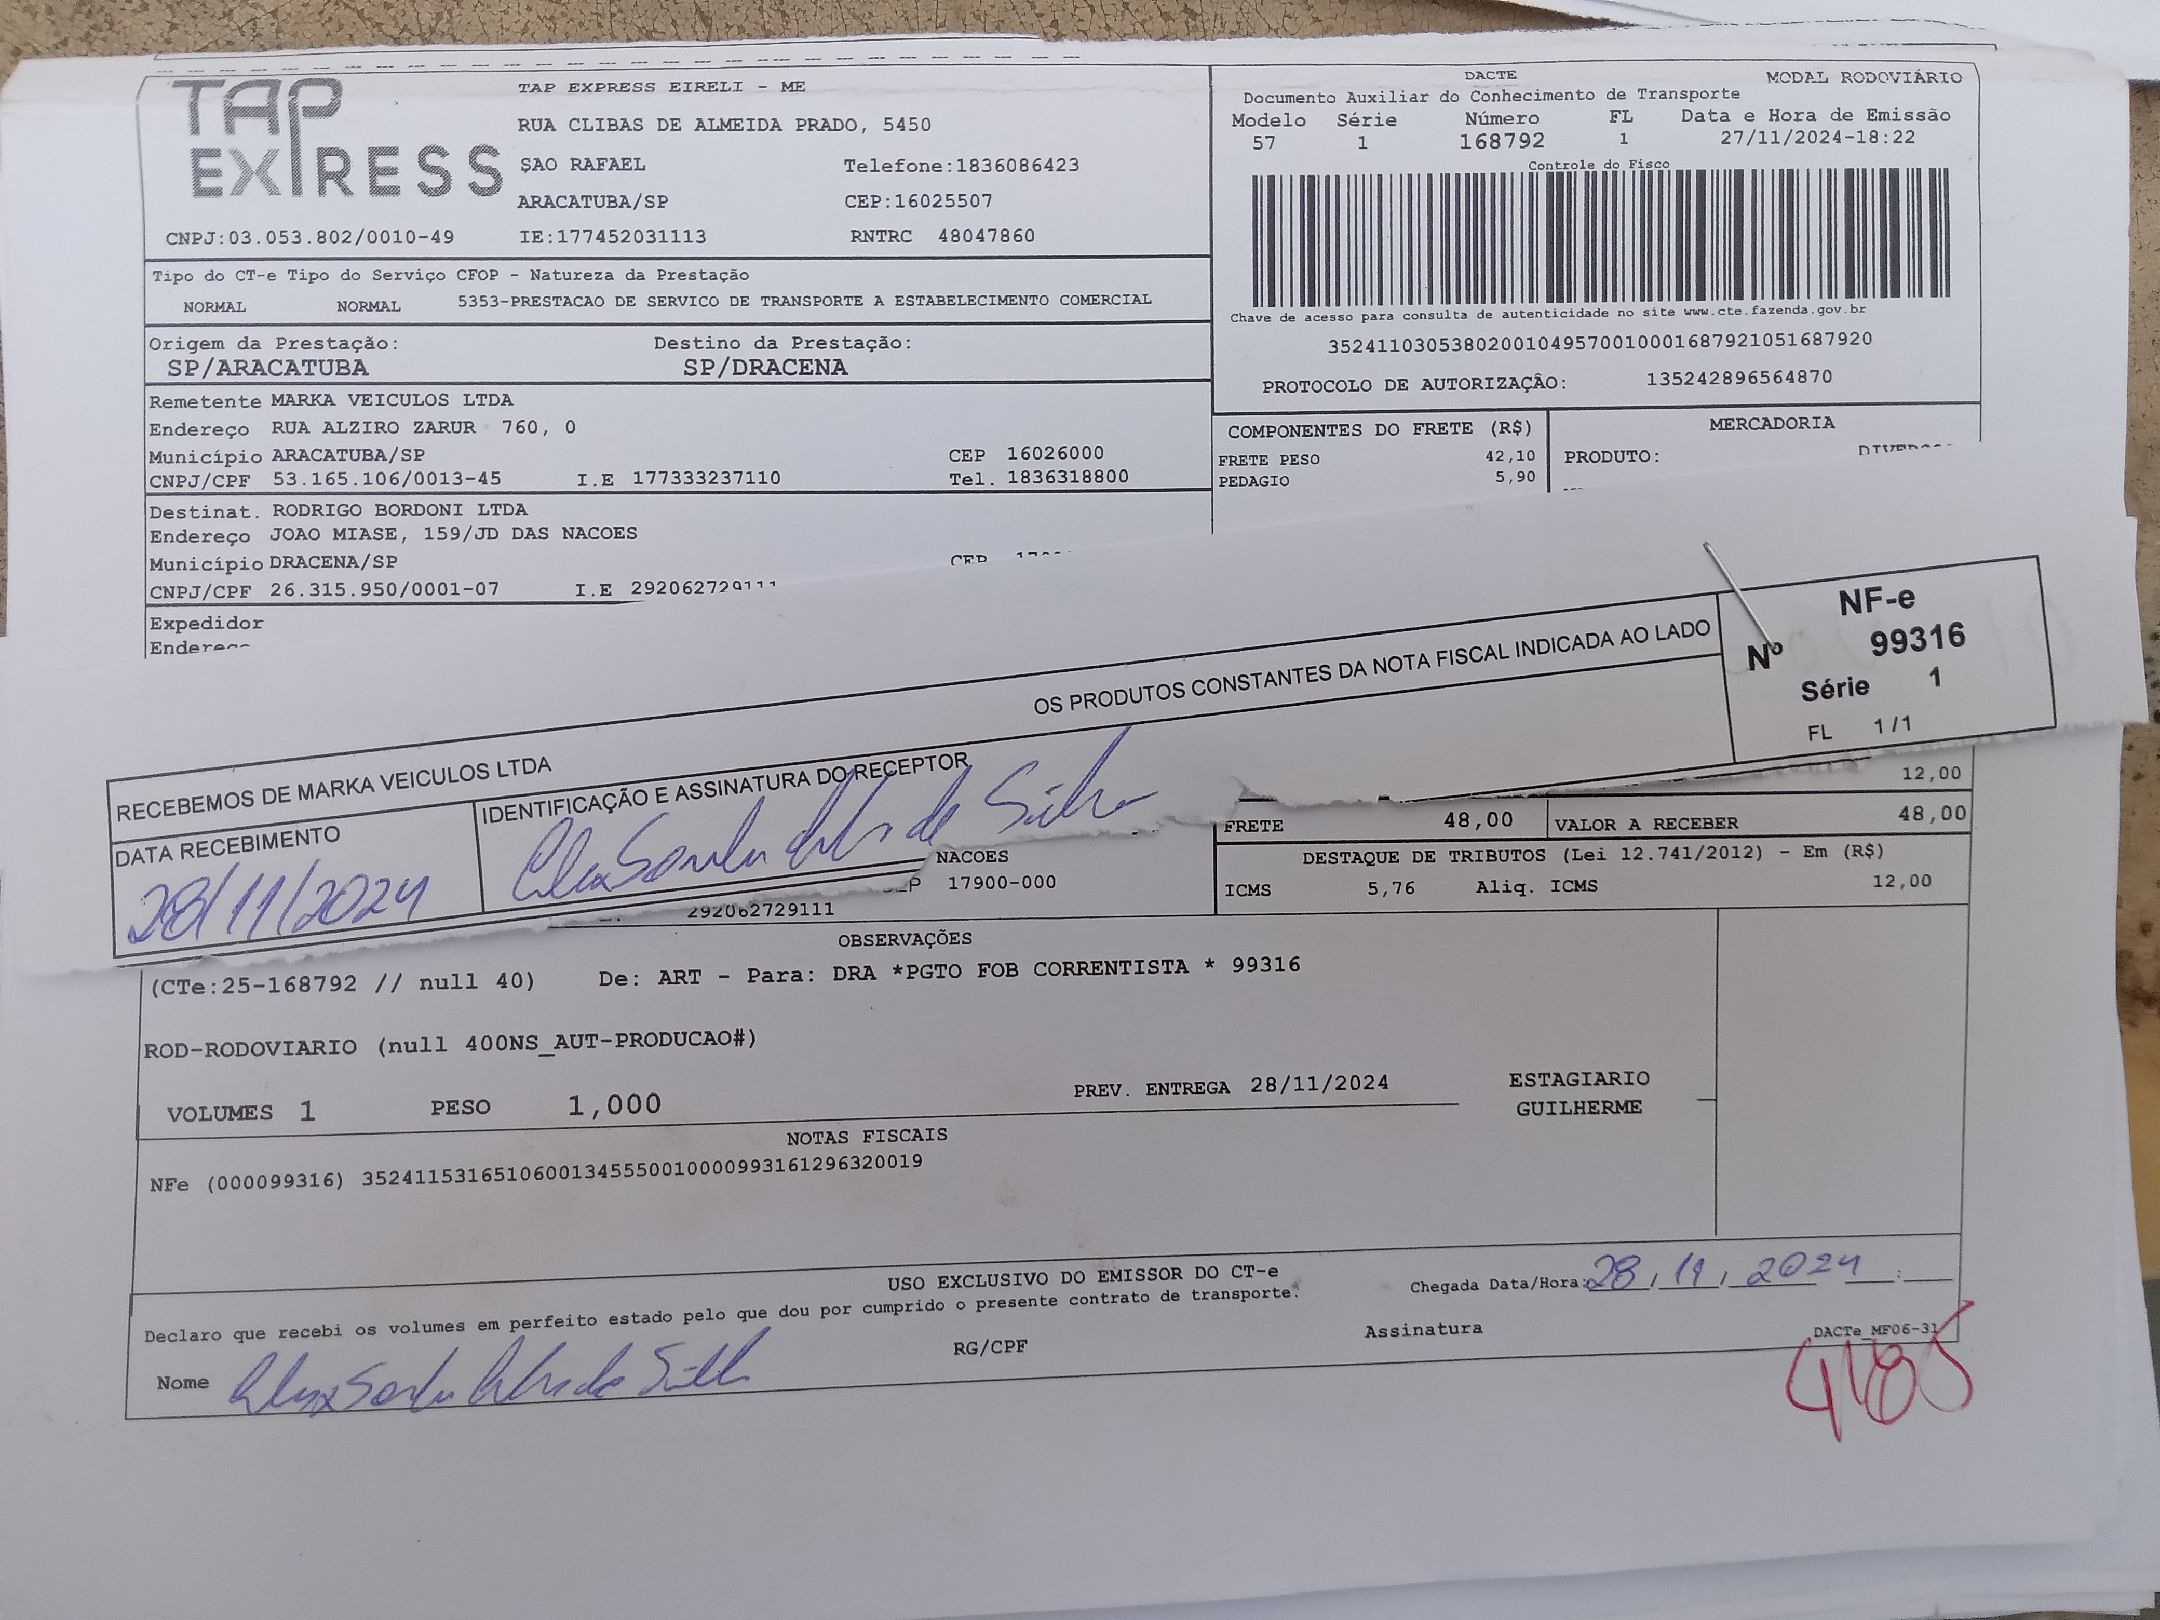 TAP EXPRESS
TAP EXPRESS EIRELI - ME
RUA CLIBAS DE ALMEIDA PRADO, 5450
SAO RAFAEL Telefone:1836086423
ARACATUBA/SP CEP:16025507
CNPJ:03.053.802/0010-49 IE:177452031113 RNTRC 48047860
DACTE MODAL RODOVIÁRIO
Documento Auxiliar do Conhecimento de Transporte
Modelo Série Número FL Data e Hora de Emissão
57 1 168792 1 27/11/2024-18:22
Controle do Fisco
Chave de acesso para consulta de autenticidade no site www.cte.fazenda.gov.br
35241103053802001049570010001687921051687920
PROTOCOLO DE AUTORIZAÇÃO: 135242896564870
Tipo do CT-e Tipo do Serviço CFOP - Natureza da Prestação
NORMAL NORMAL 5353-PRESTACAO DE SERVICO DE TRANSPORTE A ESTABELECIMENTO COMERCIAL
Origem da Prestação: Destino da Prestação:
SP/ARACATUBA SP/DRACENA
Remetente MARKA VEICULOS LTDA
Endereço RUA ALZIRO ZARUR 760, 0
Município ARACATUBA/SP CEP 16026000
CNPJ/CPF 53.165.106/0013-45 I.E 177333237110 Tel. 1836318800
COMPONENTES DO FRETE (R$) MERCADORIA
FRETE PESO 42,10 PRODUTO:
PEDAGIO 5,90
Destinat. RODRIGO BORDONI LTDA
Endereço JOAO MIASE, 159/JD DAS NACOES
Município DRACENA/SP CEP
CNPJ/CPF 26.315.950/0001-07 I.E 292062729111
Expedidor
Endereço
RECEBEMOS DE MARKA VEICULOS LTDA OS PRODUTOS CONSTANTES DA NOTA FISCAL INDICADA AO LADO
NF-e
Nº 99316
Série 1
FL 1/1
DATA RECEBIMENTO IDENTIFICAÇÃO E ASSINATURA DO RECEPTOR
28/11/2024 da Silva
12,00
FRETE 48,00 VALOR A RECEBER 48,00
DESTAQUE DE TRIBUTOS (Lei 12.741/2012) - Em (R$)
ICMS 5,76 Aliq. ICMS 12,00
NACOES
17900-000
292062729111
OBSERVAÇÕES
(CTe:25-168792 // null 40) De: ART - Para: DRA *PGTO FOB CORRENTISTA * 99316
ROD-RODOVIARIO (null 400NS_AUT-PRODUCAO#)
VOLUMES 1 PESO 1,000 PREV. ENTREGA 28/11/2024 ESTAGIARIO
GUILHERME
NOTAS FISCAIS
NFe (000099316) 35241153165106001345550010000993161296320019
USO EXCLUSIVO DO EMISSOR DO CT-e
Declaro que recebi os volumes em perfeito estado pelo que dou por cumprido o presente contrato de transporte.
Chegada Data/Hora: 28/11/2024 __:__
Nome da Silva RG/CPF Assinatura
DACTe_MF06-31